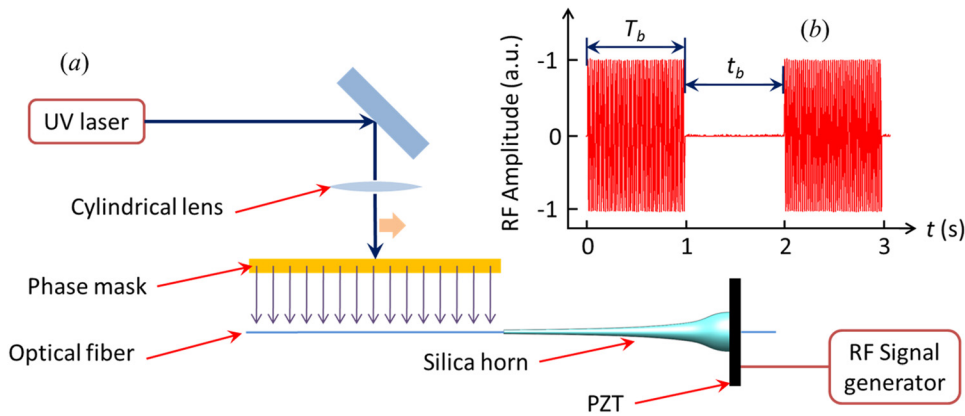 (a)
UV laser
Cylindrical lens
Phase mask
Optical fiber
Silica horn
PZT
RF Signal
generator
(b)
T_b
t_b
RF Amplitude (a.u.)
-1
0
-1
0
1
2
3
t (s)